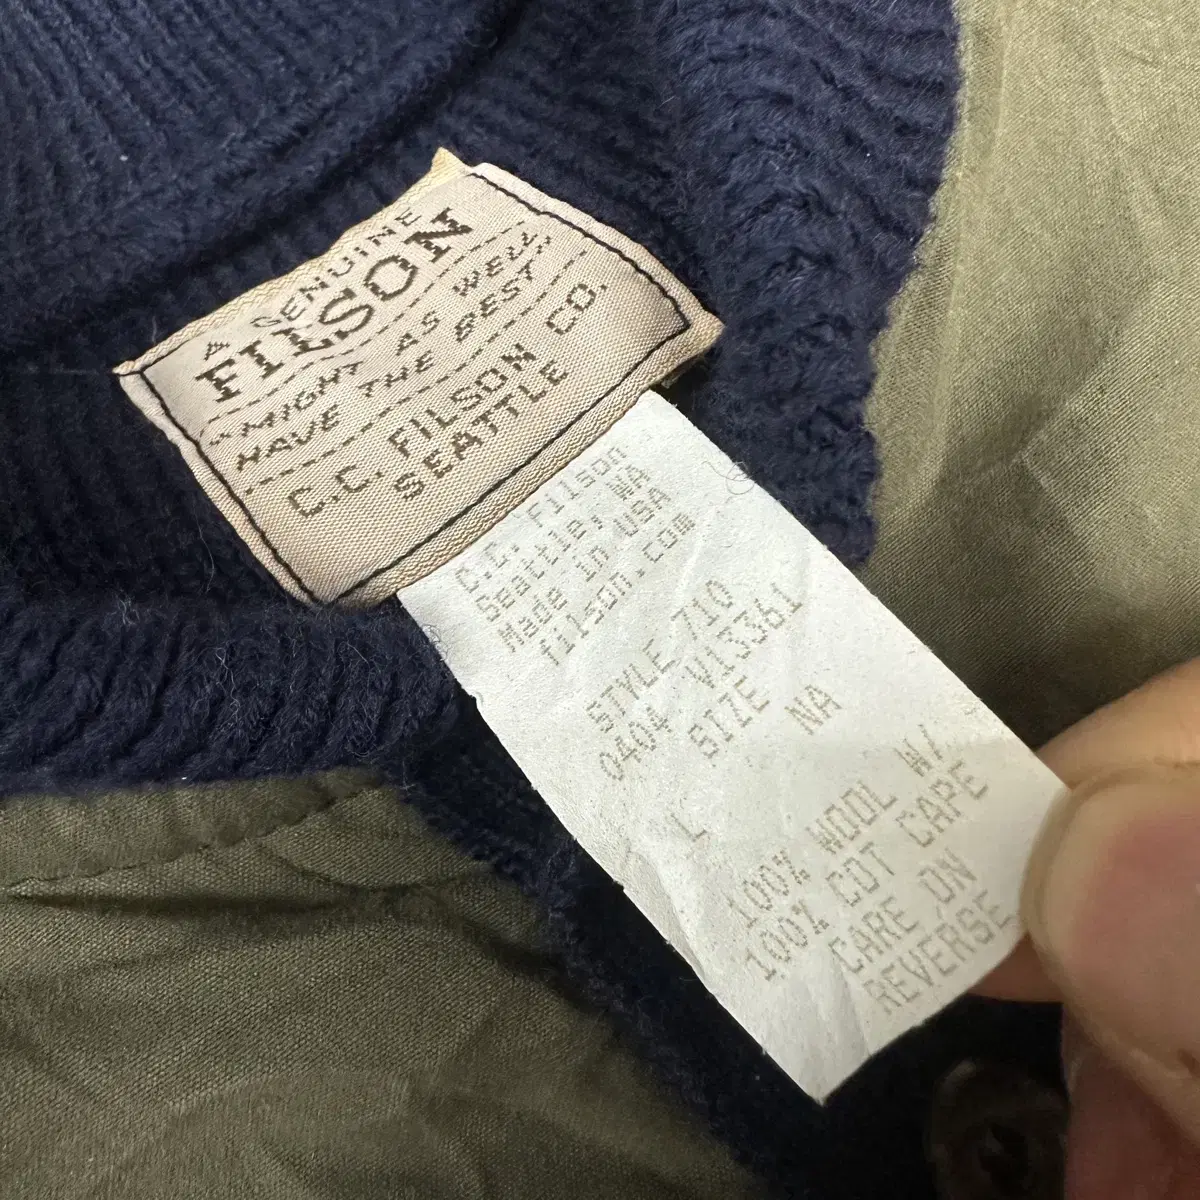 A GENUINE
FILSON
"MIGHT AS WELL
HAVE THE BEST"
C.C. FILSON CO.
SEATTLE
C.C. Filson
Seattle, WA
Made in USA
filson.com
STYLE 710
0404 V13361
SIZE NA
L
100% WOOL W/
100% COT CAPE
CARE ON
REVERSE